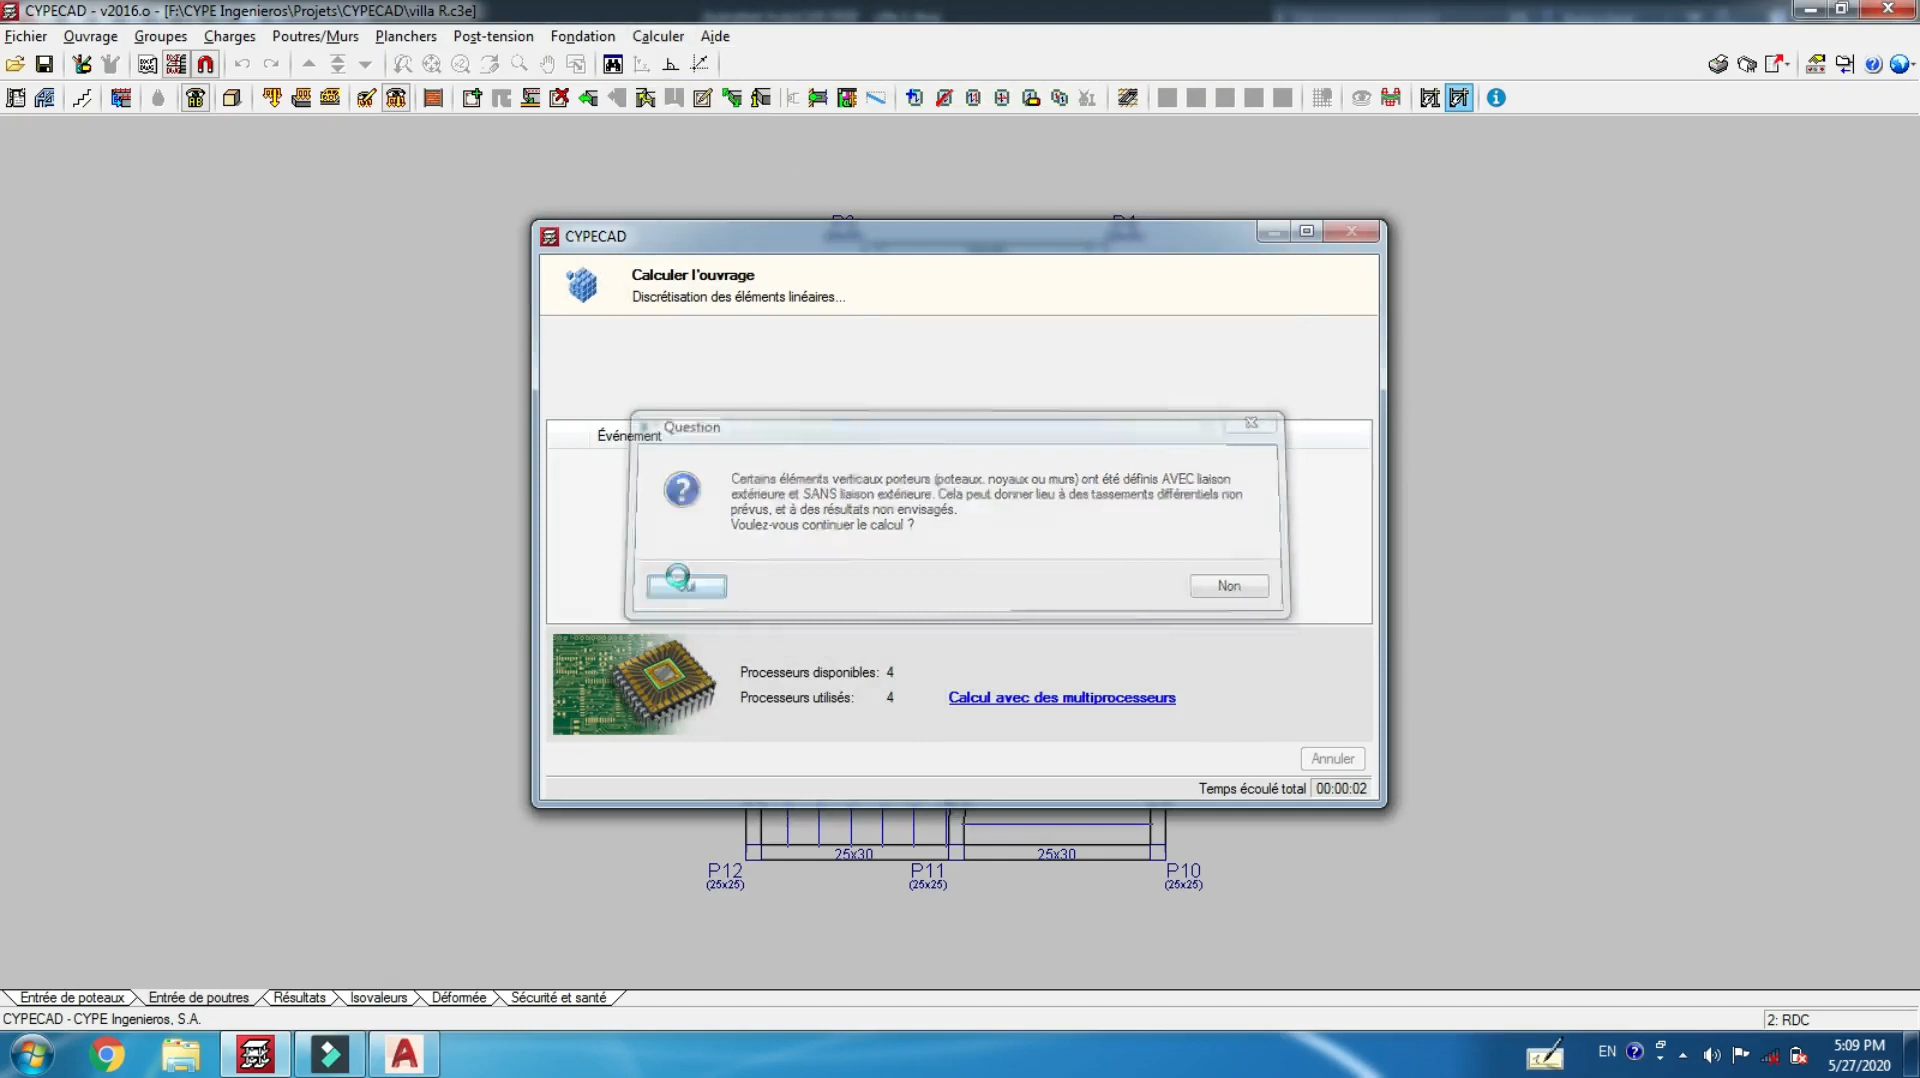 CYPECAD - v2016.o - [F:\CYPE Ingenieros\Projets\CYPECAD\villa R.c3e]
Fichier Ouvrage Groupes Charges Poutres/Murs Planchers Post-tension Fondation Calculer Aide
CYPECAD
Calculer l'ouvrage
Discrétisation des éléments linéaires...
Événement
Question
Certains éléments verticaux porteurs (poteaux, noyaux ou murs) ont été définis AVEC liaison
extérieure et SANS liaison extérieure. Cela peut donner lieu à des tassements différentiels non
prévus, et à des résultats non envisagés.
Voulez-vous continuer le calcul ?
Non
Processeurs disponibles: 4
Processeurs utilisés: 4 Calcul avec des multiprocesseurs
Annuler
Temps écoulé total 00:00:02
25x30 25x30
P12 P11 P10
(25x25) (25x25) (25x25)
Entrée de poteaux Entrée de poutres Résultats Isovaleurs Déformée Sécurité et santé
CYPECAD - CYPE Ingenieros, S.A. 2: RDC
EN 5:09 PM
5/27/2020